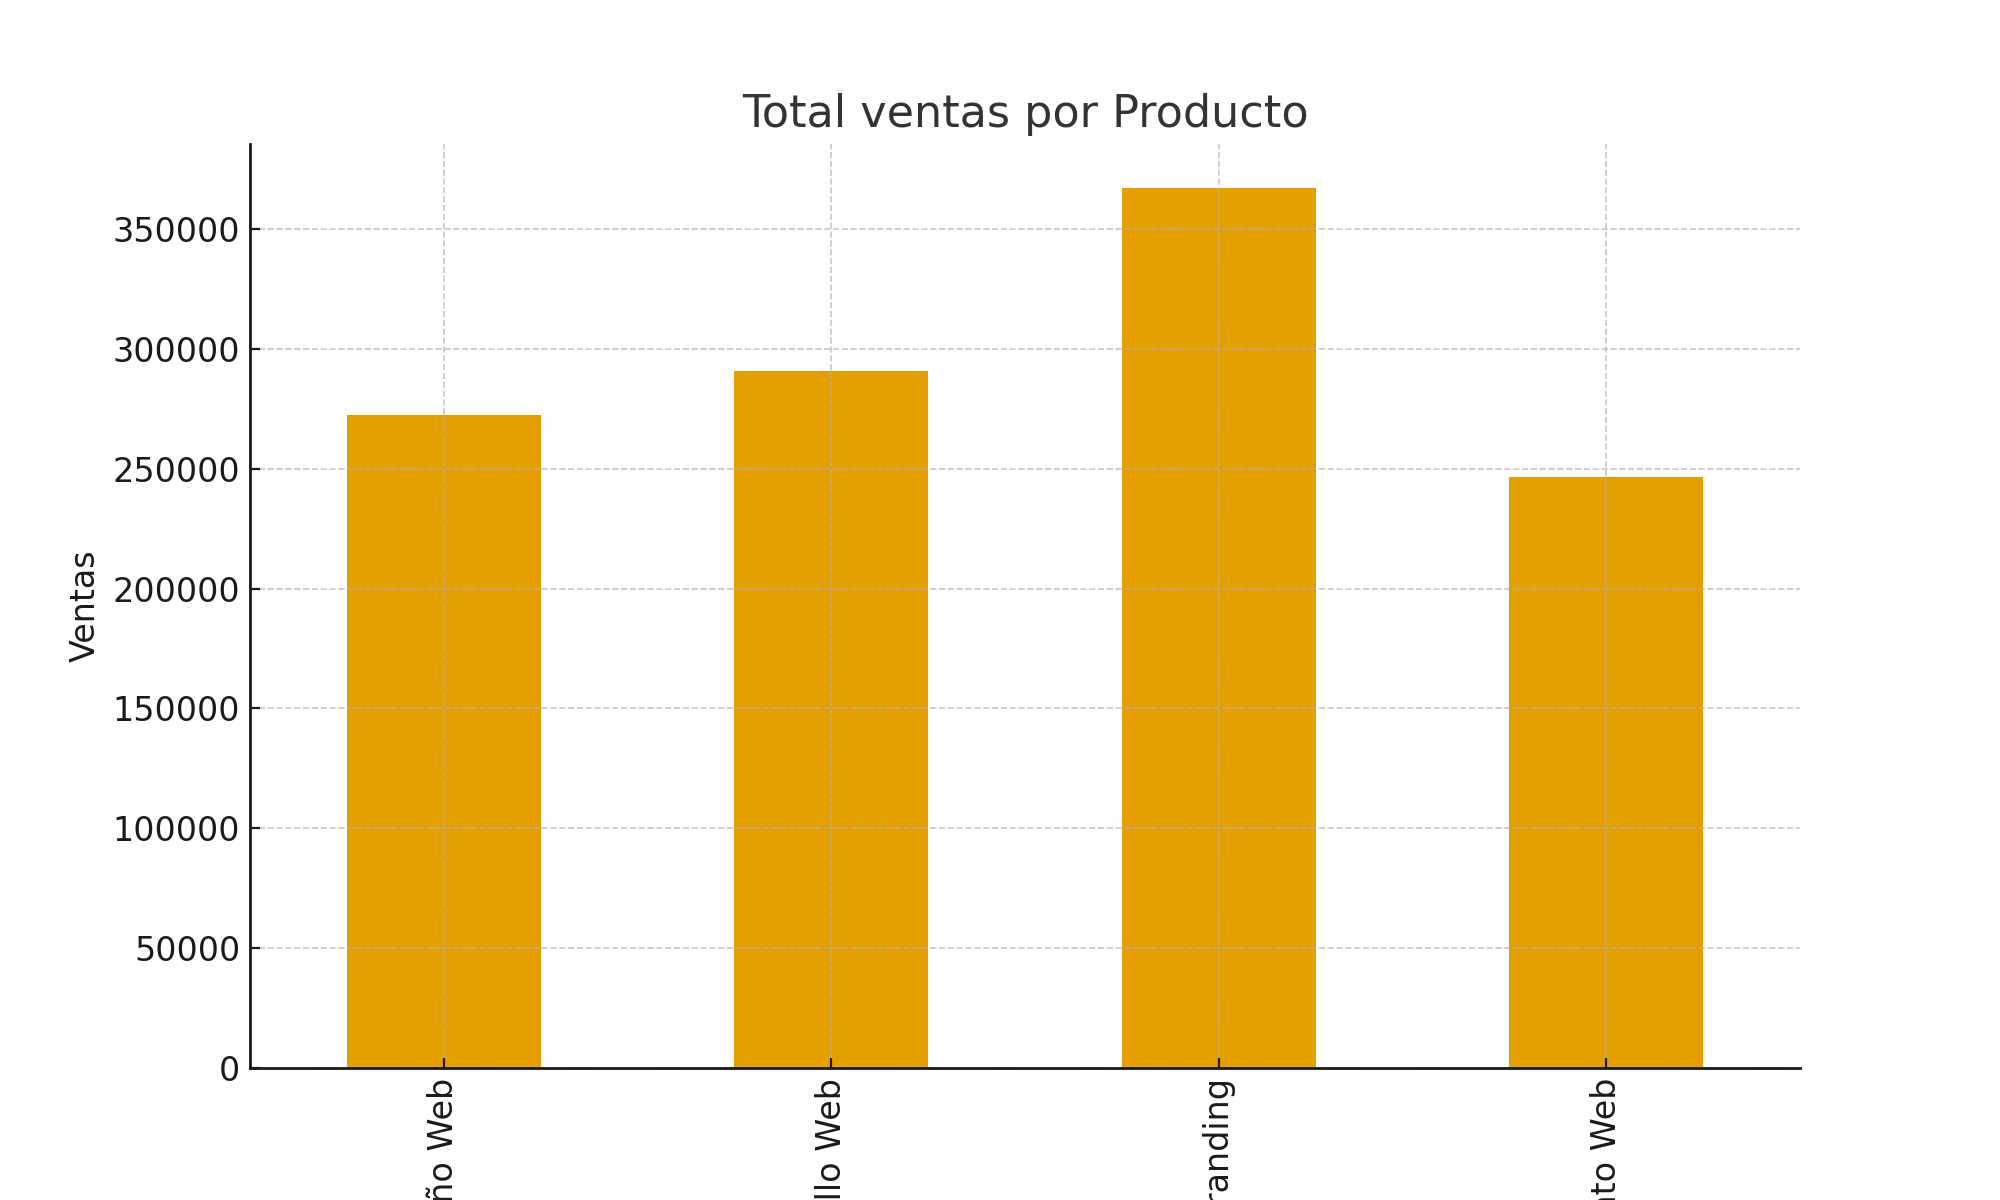 Total ventas por Producto
350000
300000
250000
200000
150000
100000
50000
0
Ventas
ño Web
llo Web
randing
to Web